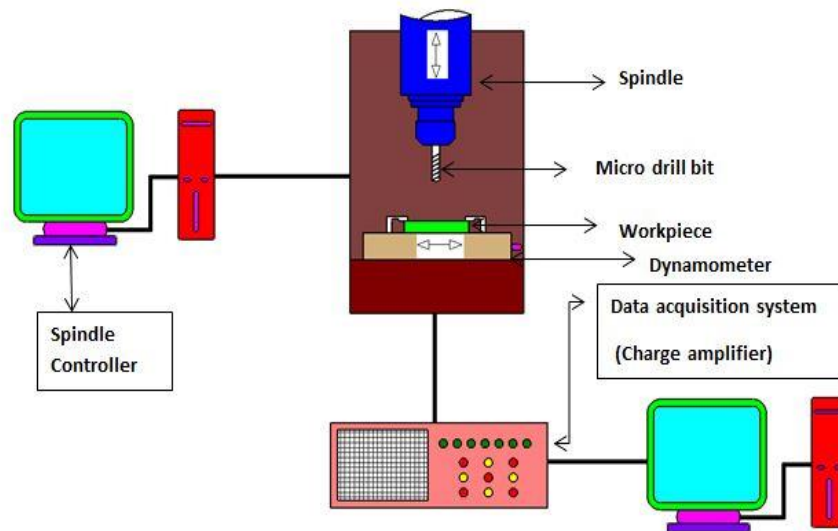 Spindle
Micro drill bit
Workpiece
Dynamometer
Data acquisition system
(Charge amplifier)
Spindle
Controller